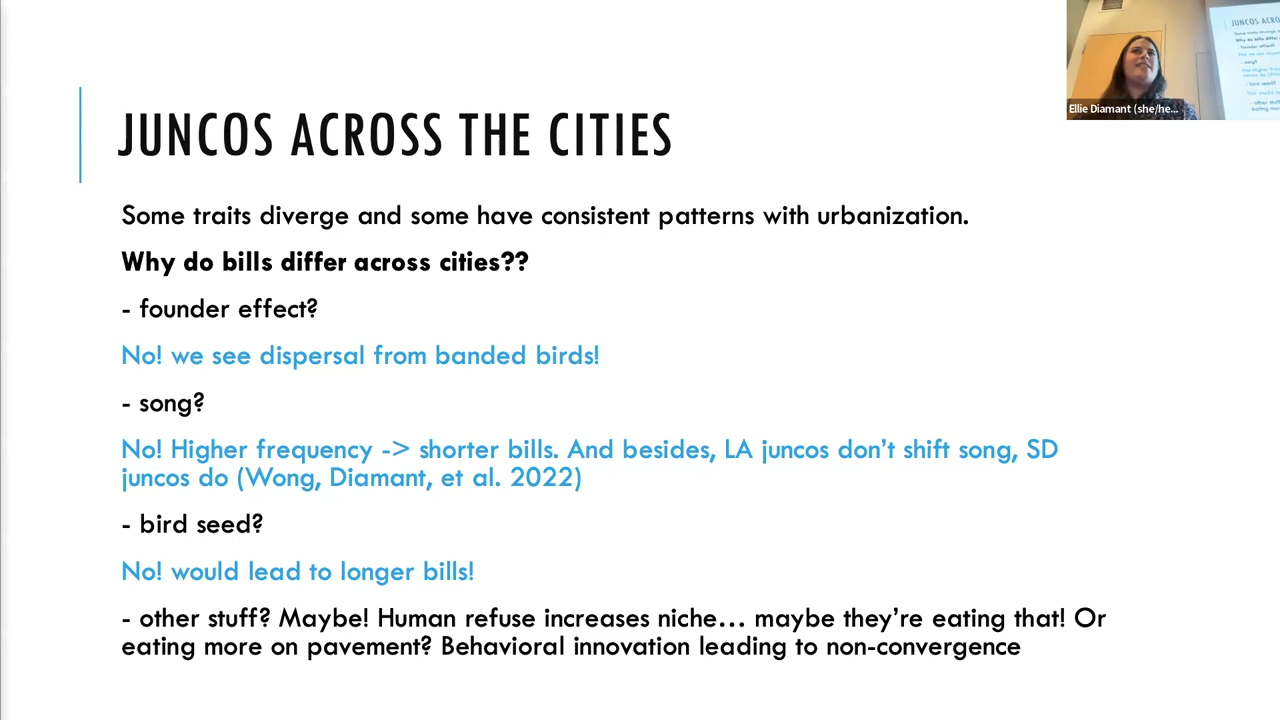 JUNCOS ACROSS THE CITIES
Some traits diverge and some have consistent patterns with urbanization.
Why do bills differ across cities??
- founder effect?
No! we see dispersal from banded birds!
- song?
No! Higher frequency -> shorter bills. And besides, LA juncos don’t shift song, SD
juncos do (Wong, Diamant, et al. 2022)
- bird seed?
No! would lead to longer bills!
- other stuff? Maybe! Human refuse increases niche… maybe they’re eating that! Or
eating more on pavement? Behavioral innovation leading to non-convergence
Ellie Diamant (she/he...
JUNCOS ACRO